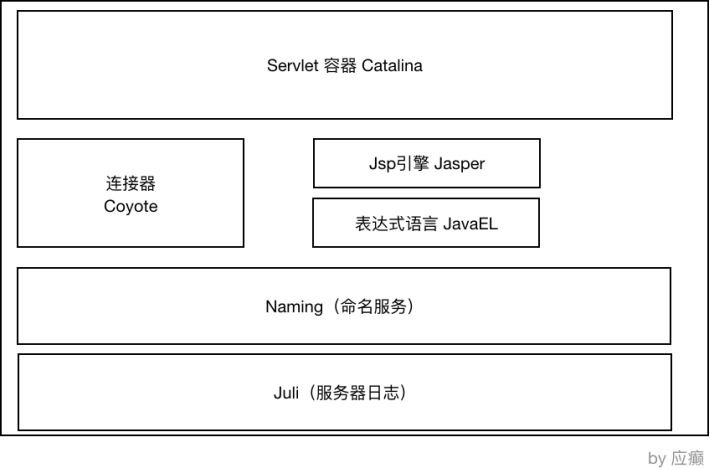 Servlet 容器 Catalina
连接器
Coyote
Jsp引擎 Jasper
表达式语言 JavaEL
Naming（命名服务）
Juli（服务器日志）
by 应癫